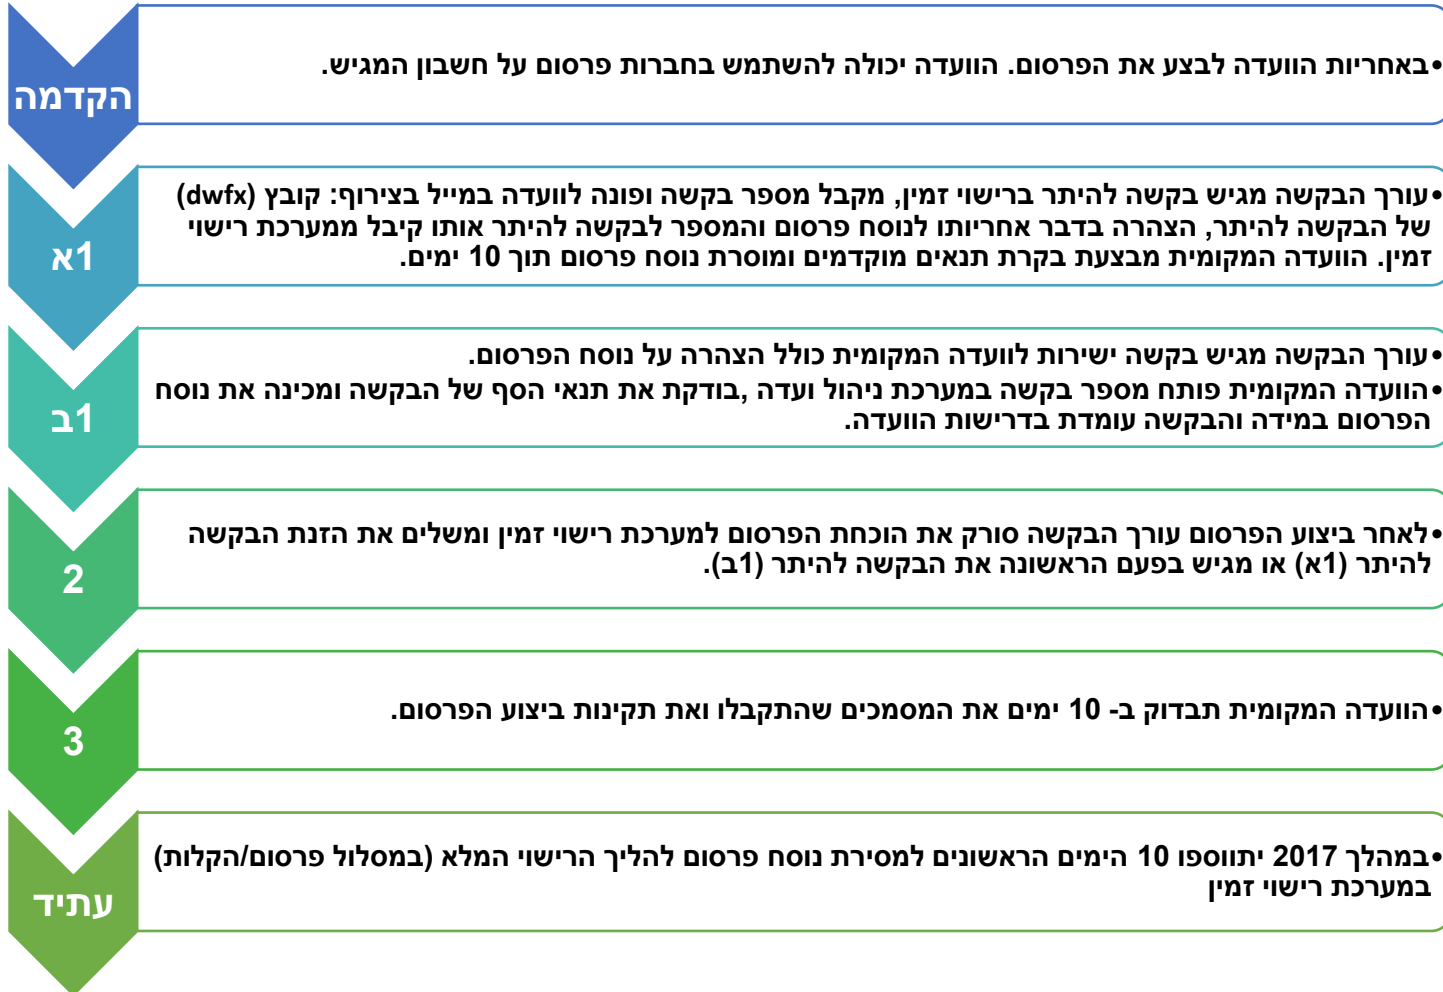 הקדמה
•באחריות הוועדה לבצע את הפרסום. הוועדה יכולה להשתמש בחברות פרסום על חשבון המגיש.
1א
•עורך הבקשה מגיש בקשה להיתר ברישוי זמין, מקבל מספר בקשה ופונה לוועדה במייל בצירוף: קובץ (dwfx)
של הבקשה להיתר, הצהרה בדבר אחריותו לנוסח פרסום והמספר לבקשה להיתר אותו קיבל ממערכת רישוי
זמין. הוועדה המקומית מבצעת בקרת תנאים מוקדמים ומוסרת נוסח פרסום תוך 10 ימים.
1ב
•עורך הבקשה מגיש בקשה ישירות לוועדה המקומית כולל הצהרה על נוסח הפרסום.
•הוועדה המקומית פותח מספר בקשה במערכת ניהול ועדה ,בודקת את תנאי הסף של הבקשה ומכינה את נוסח
הפרסום במידה והבקשה עומדת בדרישות הוועדה.
2
•לאחר ביצוע הפרסום עורך הבקשה סורק את הוכחת הפרסום למערכת רישוי זמין ומשלים את הזנת הבקשה
להיתר (1א) או מגיש בפעם הראשונה את הבקשה להיתר (1ב).
3
•הוועדה המקומית תבדוק ב- 10 ימים את המסמכים שהתקבלו ואת תקינות ביצוע הפרסום.
עתיד
•במהלך 2017 יתווספו 10 הימים הראשונים למסירת נוסח פרסום להליך הרישוי המלא (במסלול פרסום/הקלות)
במערכת רישוי זמין